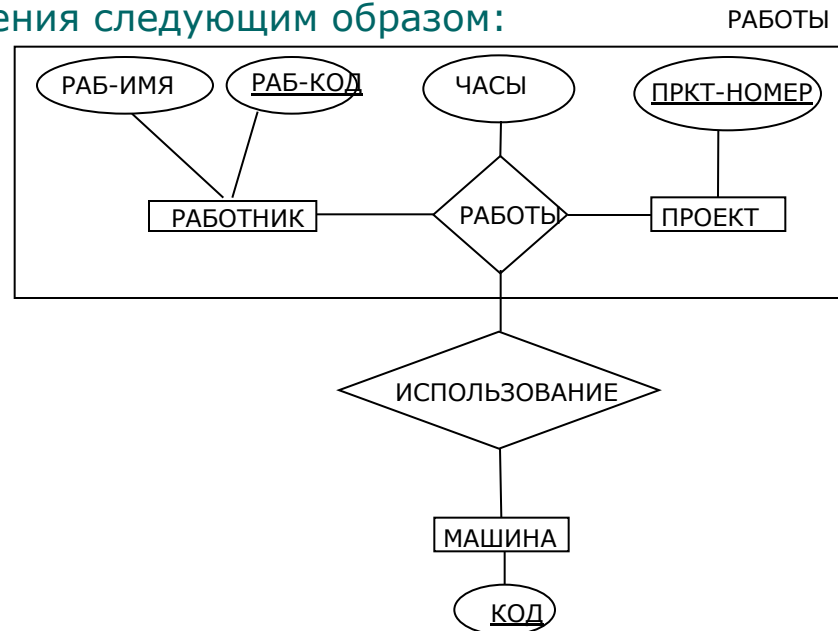 ения следующим образом:
РАБОТЫ
РАБ-ИМЯ
РАБ-КОД
ЧАСЫ
ПРКТ-НОМЕР
РАБОТНИК
РАБОТЫ
ПРОЕКТ
ИСПОЛЬЗОВАНИЕ
МАШИНА
КОД